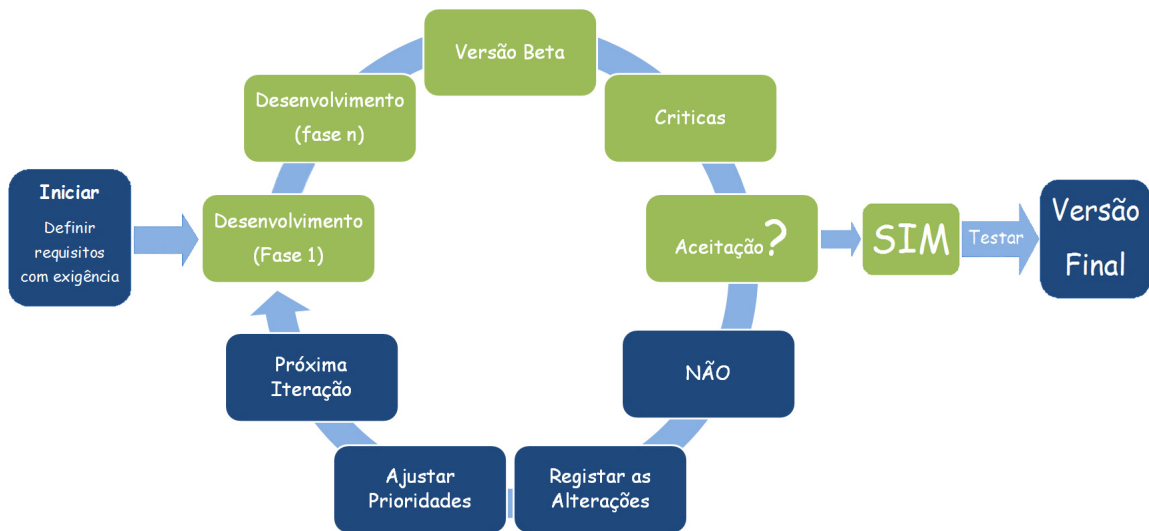 Iniciar
Definir
requisitos
com exigência
Desenvolvimento
(Fase 1)
Desenvolvimento
(fase n)
Versão Beta
Criticas
Aceitação?
SIM
Testar
Versão
Final
NÃO
Registar as
Alterações
Ajustar
Prioridades
Próxima
Iteração